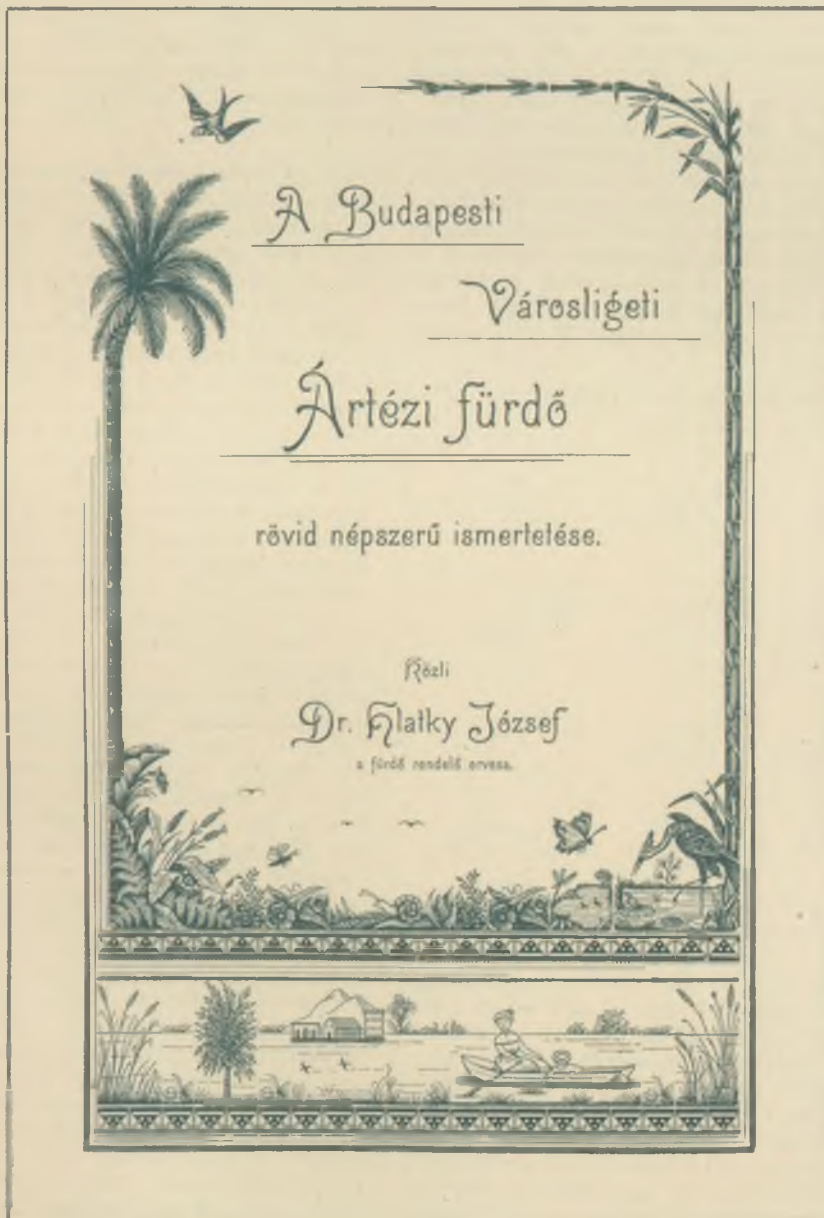 A Budapesti
Városligeti
Ártézi fürdő
rövid népszerű ismertetése.
Közli
Dr. Hlatky József
a fürdő rendelő orvosa.